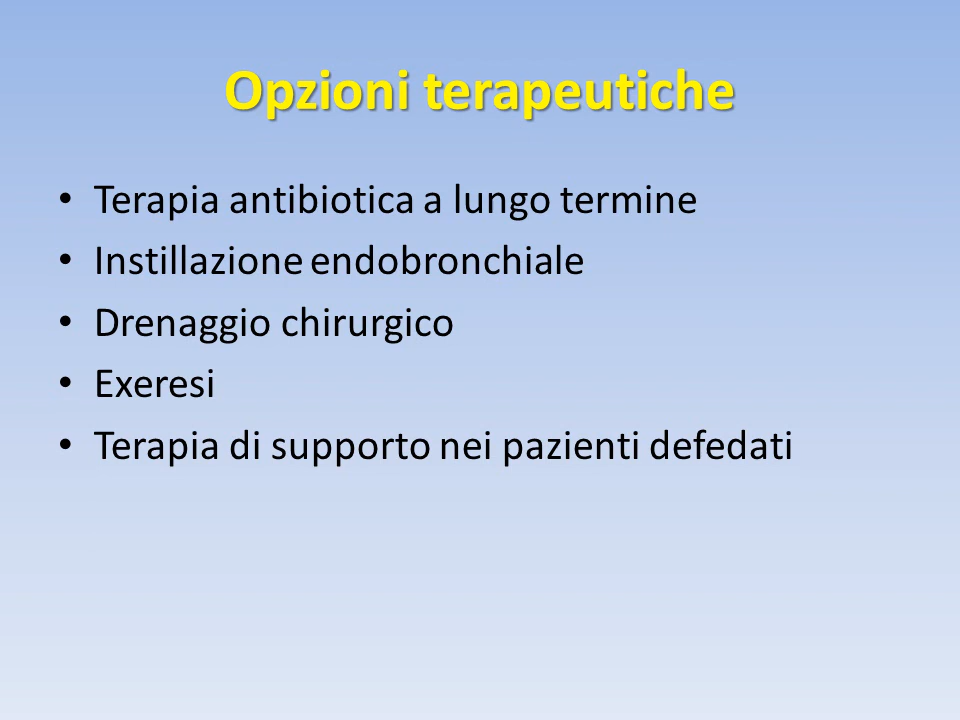 Opzioni terapeutiche
• Terapia antibiotica a lungo termine
• Instillazione endobronchiale
• Drenaggio chirurgico
• Exeresi
• Terapia di supporto nei pazienti defedati